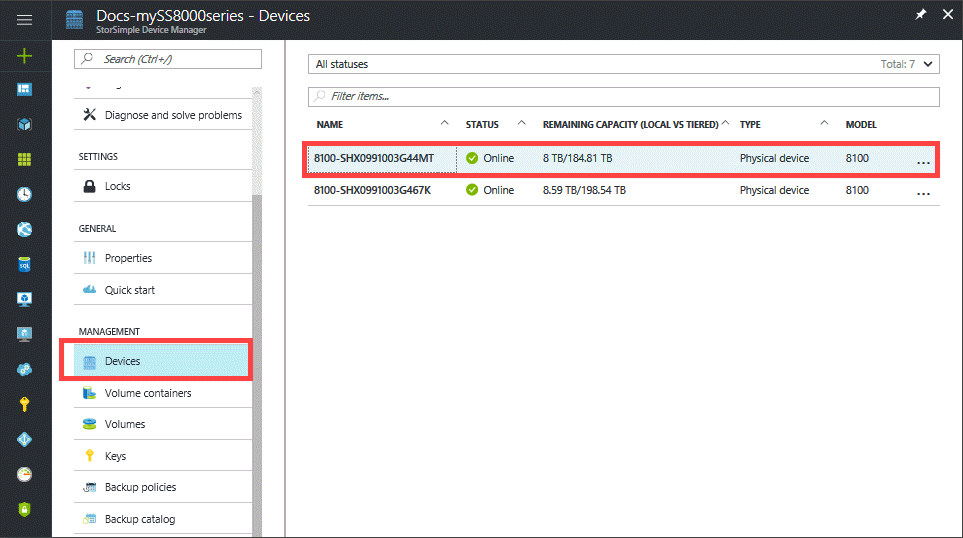 Docs-mySS8000series - Devices
StorSimple Device Manager
Search (Ctrl+/)
Diagnose and solve problems
SETTINGS
Locks
GENERAL
Properties
Quick start
MANAGEMENT
Devices
Volume containers
Volumes
Keys
Backup policies
Backup catalog
All statuses Total: 7
Filter items...
NAME STATUS REMAINING CAPACITY (LOCAL VS TIERED) TYPE MODEL
8100-SHX0991003G44MT Online 8 TB/184.81 TB Physical device 8100 ...
8100-SHX0991003G467K Online 8.59 TB/198.54 TB Physical device 8100 ...
SQL